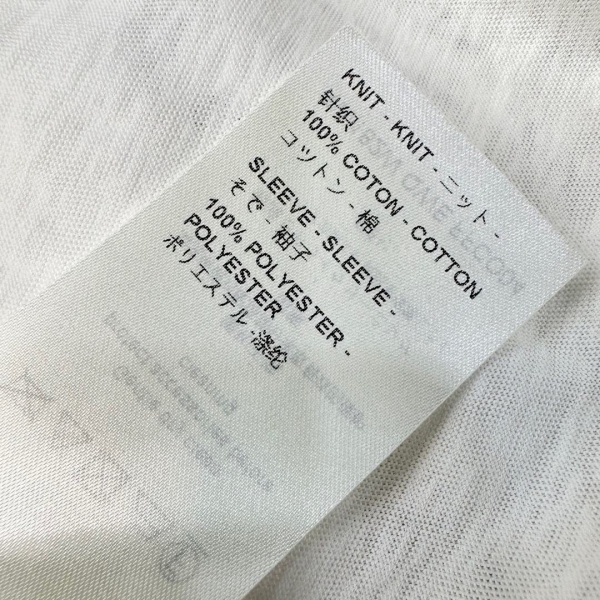 KNIT - KNIT - ニット -
针织
100% COTON - COTTON
コットン - 棉
SLEEVE - SLEEVE -
そで - 袖子
100% POLYESTER -
POLYESTER
ポリエステル -涤纶